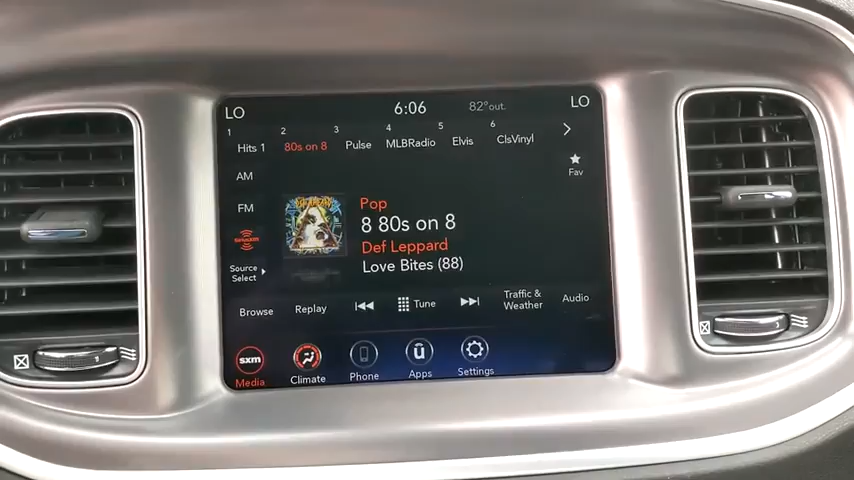 LO 6:06 82°out. LO
1 2 3 4 5 6
Hits 1 80s on 8 Pulse MLBRadio Elvis ClsVinyl
AM
Fav
FM
Pop
8 80s on 8
SiriusXM
Def Leppard
Love Bites (88)
Source
Select
Browse Replay Tune Traffic &
Weather Audio
sxm
Media Climate Phone Apps Settings